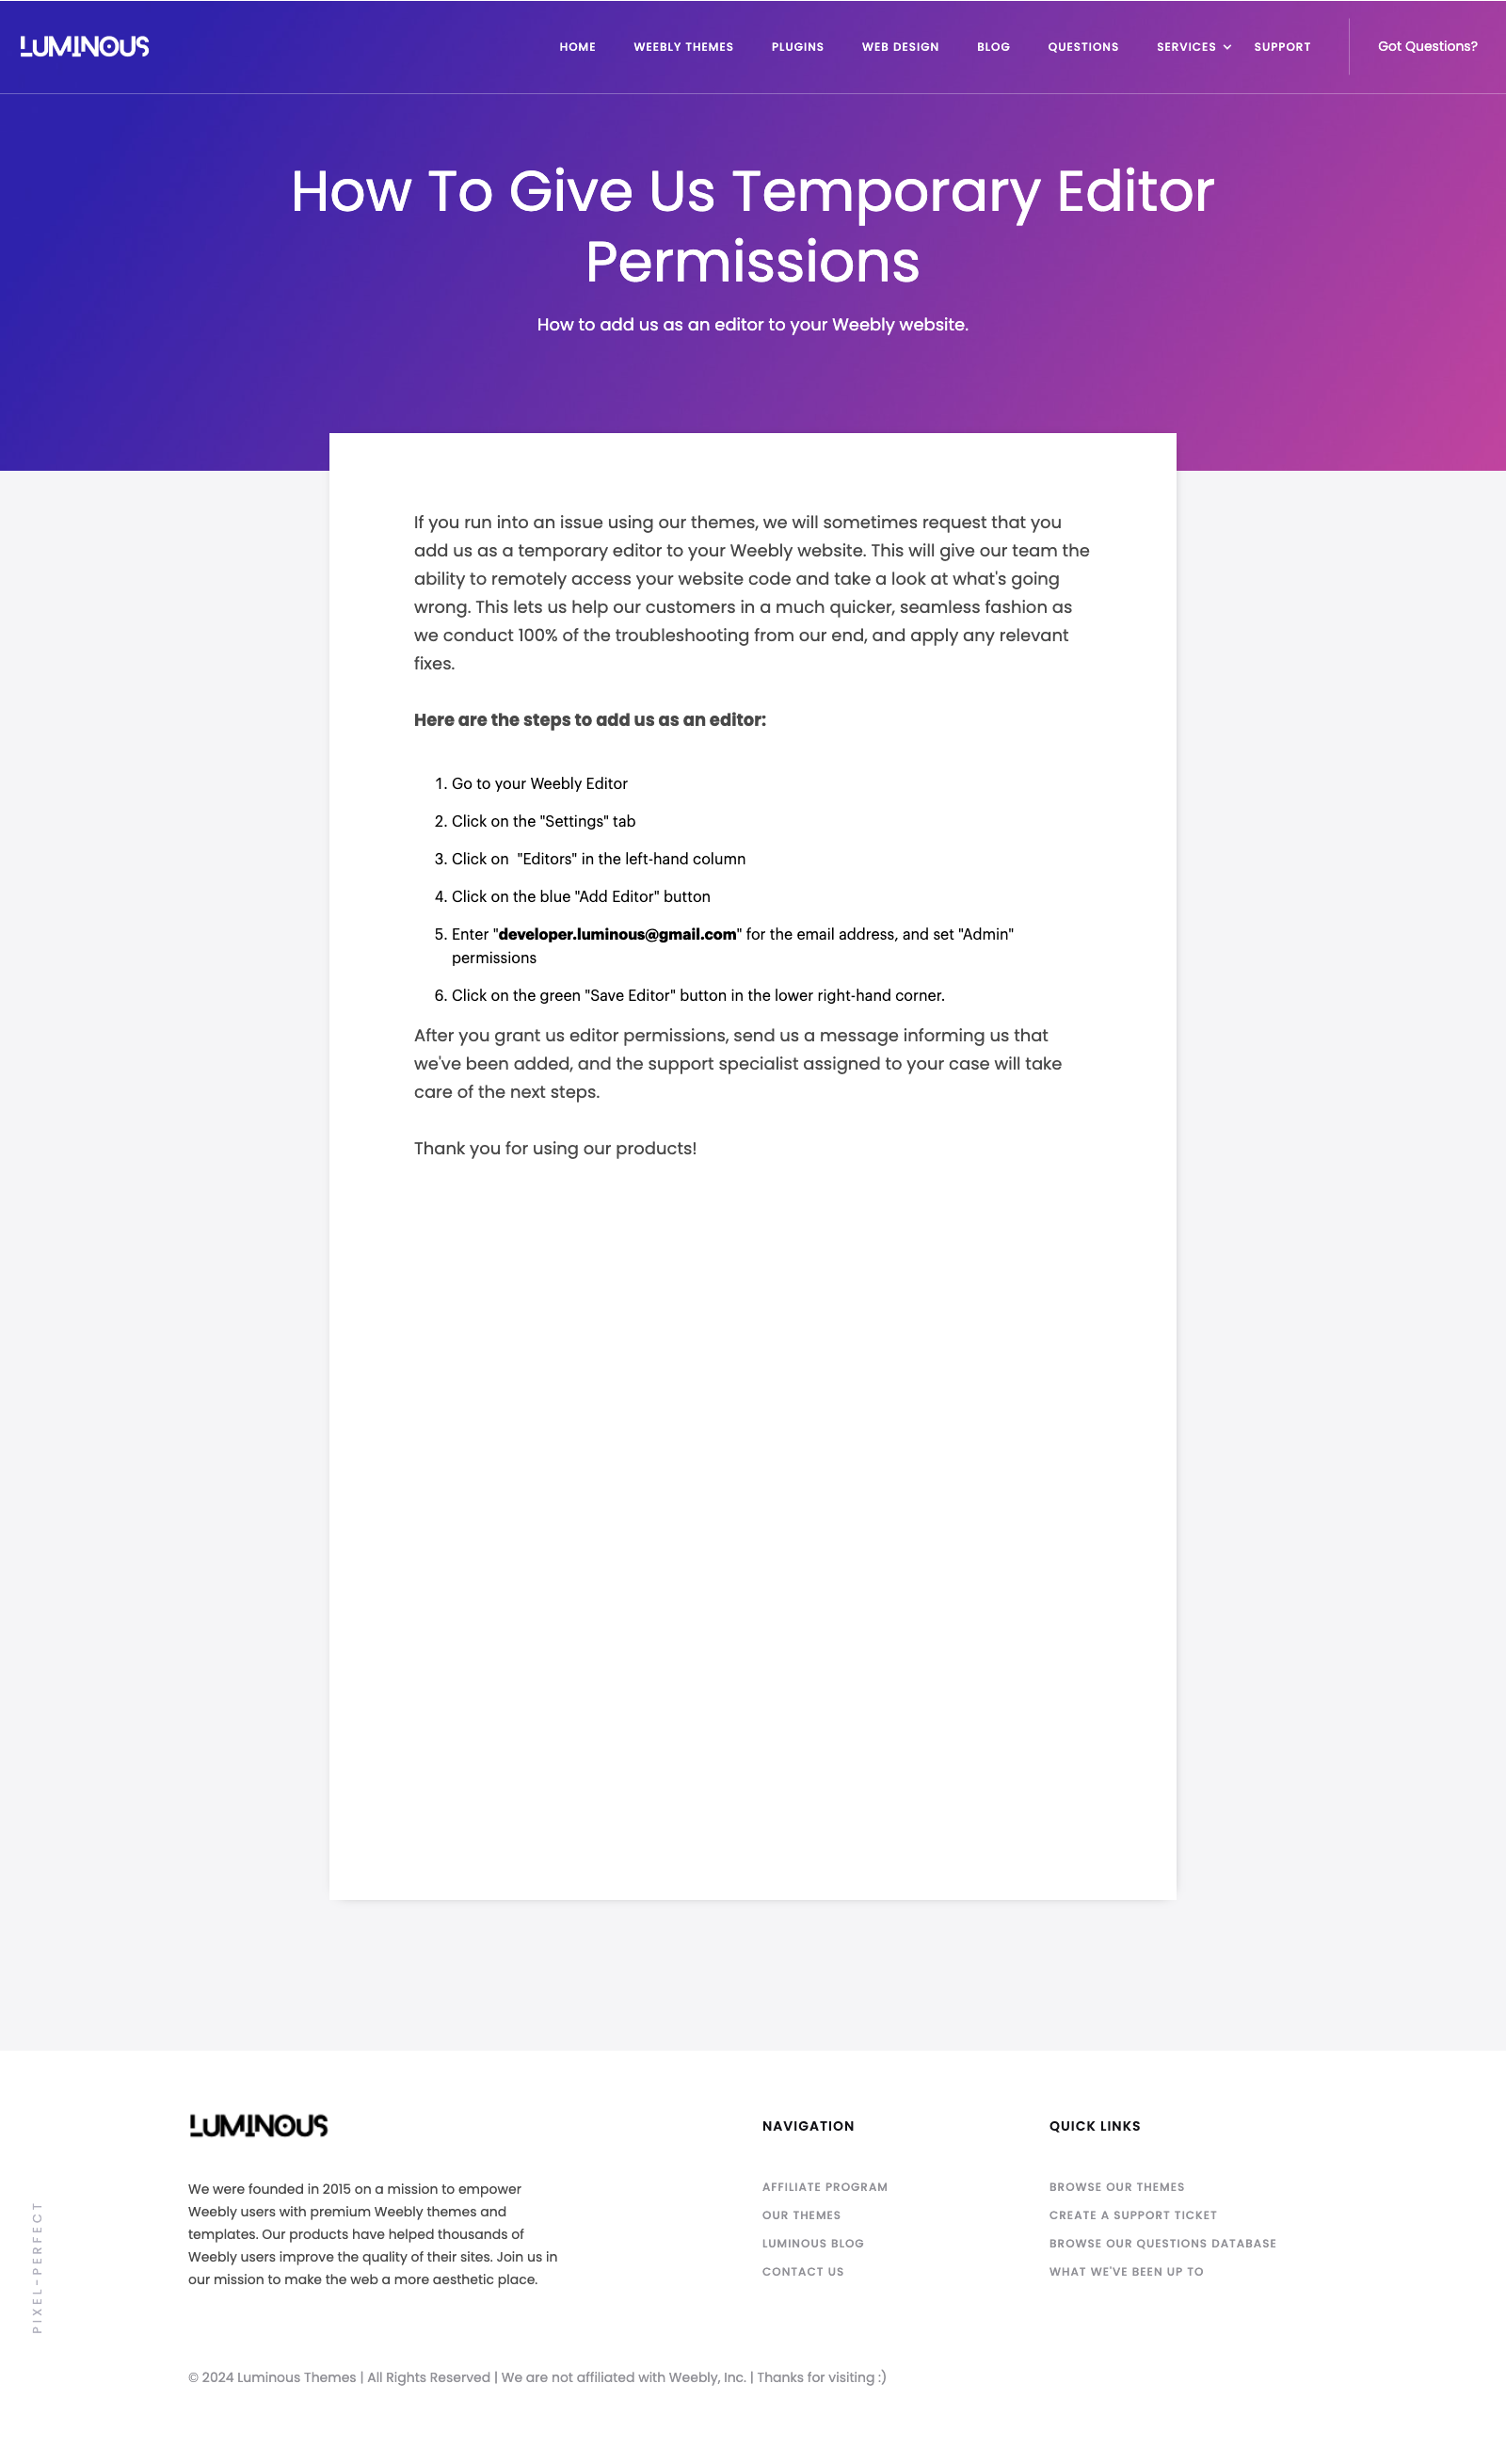 LUMINOUS
HOME WEEBLY THEMES PLUGINS WEB DESIGN BLOG QUESTIONS SERVICES SUPPORT Got Questions?
How To Give Us Temporary Editor
Permissions
How to add us as an editor to your Weebly website.
If you run into an issue using our themes, we will sometimes request that you
add us as a temporary editor to your Weebly website. This will give our team the
ability to remotely access your website code and take a look at what's going
wrong. This lets us help our customers in a much quicker, seamless fashion as
we conduct 100% of the troubleshooting from our end, and apply any relevant
fixes.
Here are the steps to add us as an editor:
1. Go to your Weebly Editor
2. Click on the "Settings" tab
3. Click on  "Editors" in the left-hand column
4. Click on the blue "Add Editor" button
5. Enter "developer.luminous@gmail.com" for the email address, and set "Admin"
permissions
6. Click on the green "Save Editor" button in the lower right-hand corner.
After you grant us editor permissions, send us a message informing us that
we've been added, and the support specialist assigned to your case will take
care of the next steps.
Thank you for using our products!
LUMINOUS
We were founded in 2015 on a mission to empower
Weebly users with premium Weebly themes and
templates. Our products have helped thousands of
Weebly users improve the quality of their sites. Join us in
our mission to make the web a more aesthetic place.
NAVIGATION
AFFILIATE PROGRAM
OUR THEMES
LUMINOUS BLOG
CONTACT US
QUICK LINKS
BROWSE OUR THEMES
CREATE A SUPPORT TICKET
BROWSE OUR QUESTIONS DATABASE
WHAT WE'VE BEEN UP TO
PIXEL-PERFECT
© 2024 Luminous Themes | All Rights Reserved | We are not affiliated with Weebly, Inc. | Thanks for visiting :)